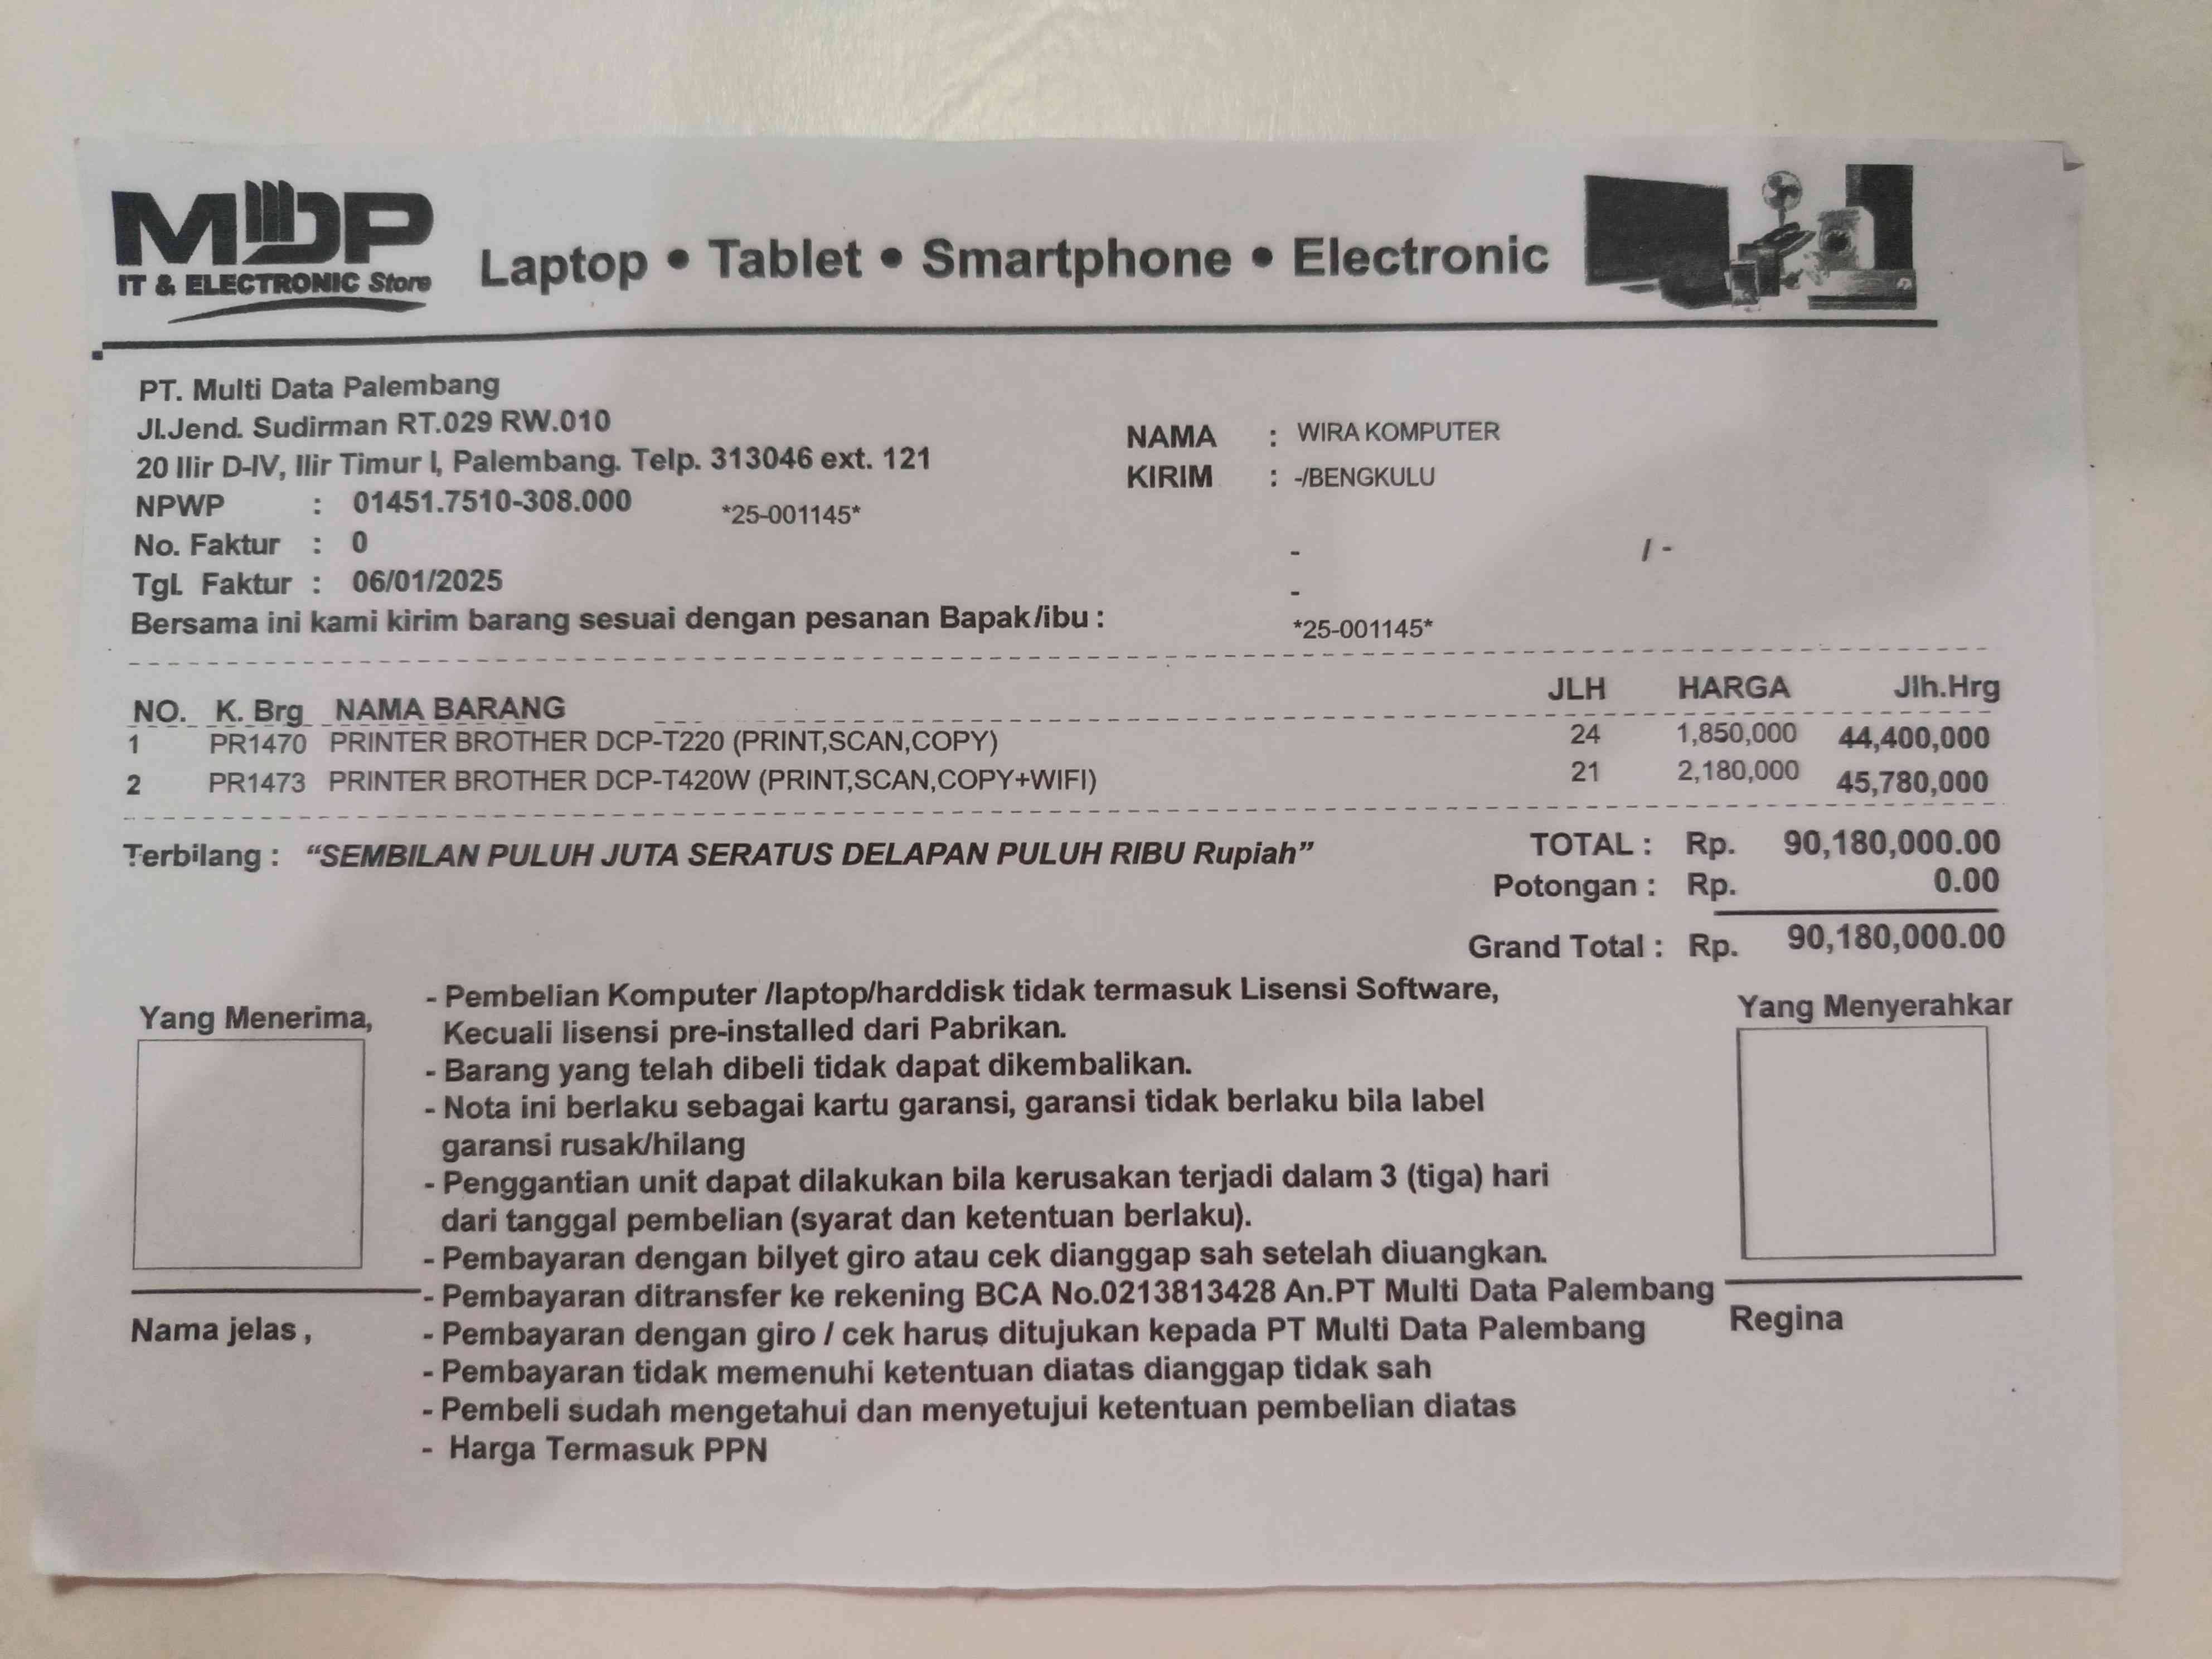 MDP
IT & ELECTRONIC Store
Laptop • Tablet • Smartphone • Electronic
PT. Multi Data Palembang
Jl.Jend. Sudirman RT.029 RW.010
20 Ilir D-IV, Ilir Timur I, Palembang. Telp. 313046 ext. 121
NPWP : 01451.7510-308.000 *25-001145*
No. Faktur : 0
Tgl. Faktur : 06/01/2025
Bersama ini kami kirim barang sesuai dengan pesanan Bapak/ibu :
NAMA : WIRA KOMPUTER
KIRIM : -/BENGKULU
- / -
-
*25-001145*
NO. K. Brg NAMA BARANG JLH HARGA Jlh.Hrg
1 PR1470 PRINTER BROTHER DCP-T220 (PRINT,SCAN,COPY) 24 1,850,000 44,400,000
2 PR1473 PRINTER BROTHER DCP-T420W (PRINT,SCAN,COPY+WIFI) 21 2,180,000 45,780,000
Terbilang : “SEMBILAN PULUH JUTA SERATUS DELAPAN PULUH RIBU Rupiah”
TOTAL : Rp. 90,180,000.00
Potongan : Rp. 0.00
Grand Total : Rp. 90,180,000.00
Yang Menerima,
- Pembelian Komputer /laptop/harddisk tidak termasuk Lisensi Software,
Kecuali lisensi pre-installed dari Pabrikan.
- Barang yang telah dibeli tidak dapat dikembalikan.
- Nota ini berlaku sebagai kartu garansi, garansi tidak berlaku bila label
garansi rusak/hilang
- Penggantian unit dapat dilakukan bila kerusakan terjadi dalam 3 (tiga) hari
dari tanggal pembelian (syarat dan ketentuan berlaku).
- Pembayaran dengan bilyet giro atau cek dianggap sah setelah diuangkan.
- Pembayaran ditransfer ke rekening BCA No.0213813428 An.PT Multi Data Palembang
- Pembayaran dengan giro / cek harus ditujukan kepada PT Multi Data Palembang
- Pembayaran tidak memenuhi ketentuan diatas dianggap tidak sah
- Pembeli sudah mengetahui dan menyetujui ketentuan pembelian diatas
- Harga Termasuk PPN
Yang Menyerahkar
Nama jelas ,
Regina